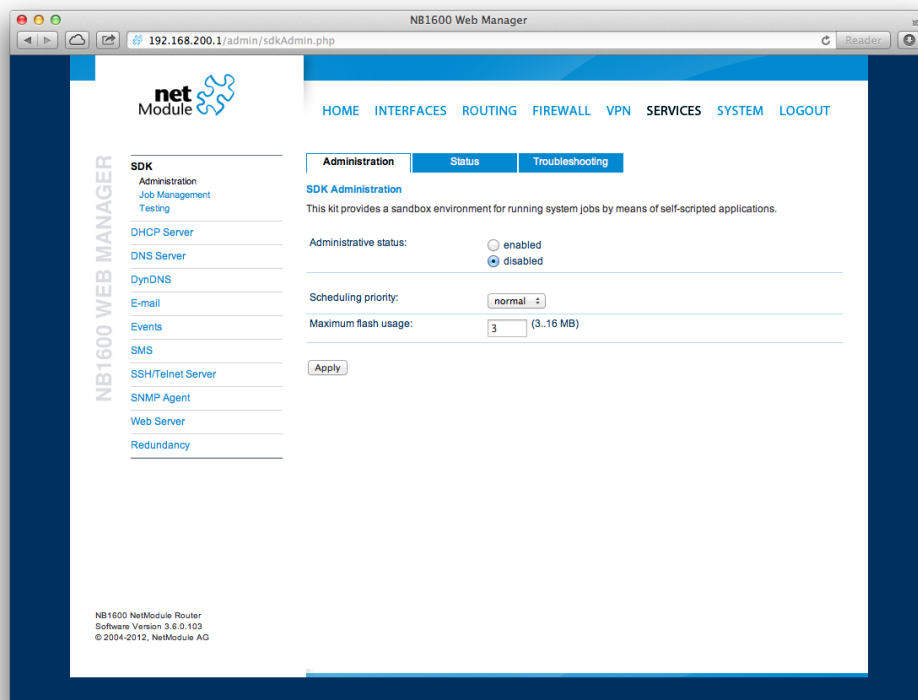 NB1600 Web Manager
192.168.200.1/admin/sdkAdmin.php
Reader
net
Module
HOME INTERFACES ROUTING FIREWALL VPN SERVICES SYSTEM LOGOUT
NB1600 WEB MANAGER
SDK
Administration
Job Management
Testing
DHCP Server
DNS Server
DynDNS
E-mail
Events
SMS
SSH/Telnet Server
SNMP Agent
Web Server
Redundancy
Administration Status Troubleshooting
SDK Administration
This kit provides a sandbox environment for running system jobs by means of self-scripted applications.
Administrative status: enabled
disabled
Scheduling priority: normal
Maximum flash usage: 3 (3..16 MB)
Apply
NB1600 NetModule Router
Software Version 3.6.0.103
© 2004-2012, NetModule AG